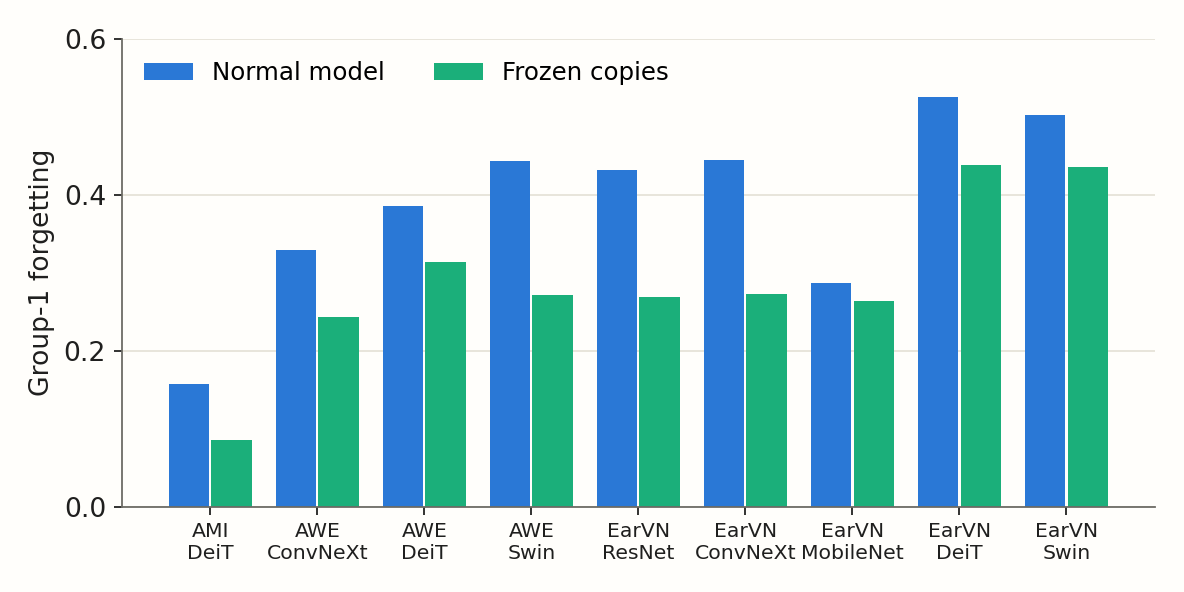 Group-1 forgetting
0.6
0.4
0.2
0.0
Normal model
Frozen copies
AMI
DeiT
AWE
ConvNeXt
AWE
DeiT
AWE
Swin
EarVN
ResNet
EarVN
ConvNeXt
EarVN
MobileNet
EarVN
DeiT
EarVN
Swin